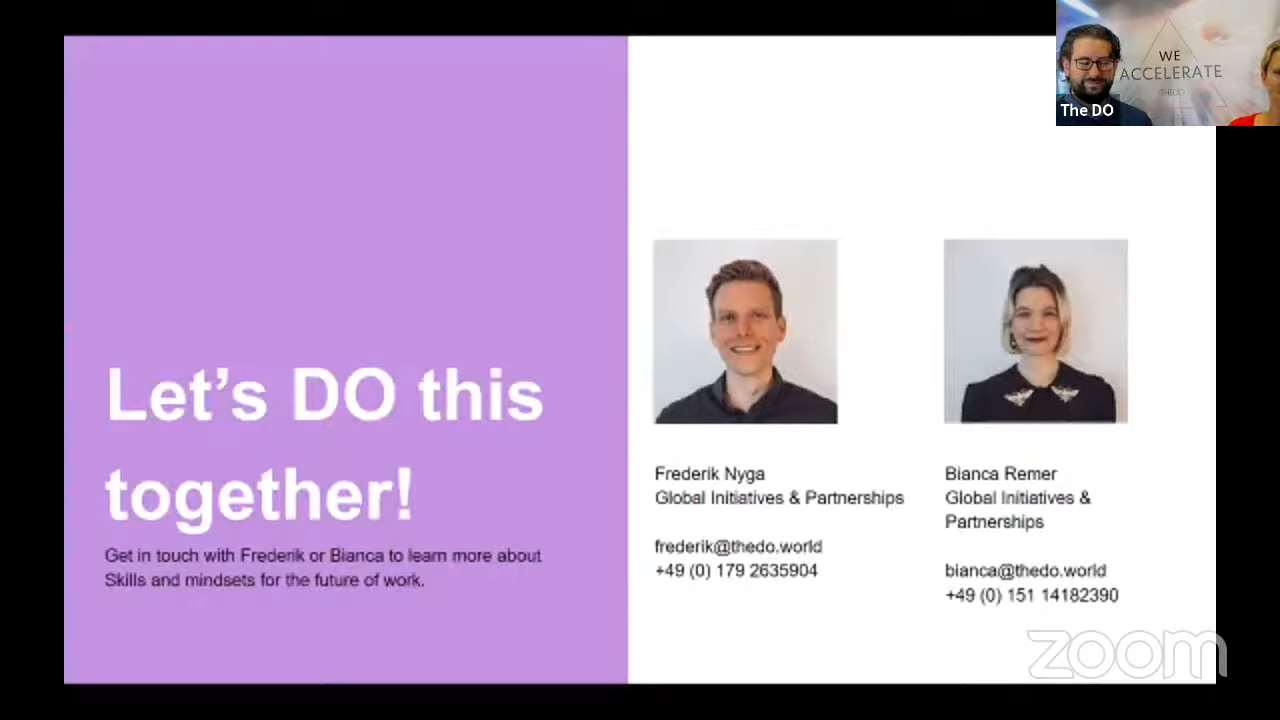 WE
ACCELERATE
THEDO
The DO
Let's DO this
together!
Get in touch with Frederik or Bianca to learn more about
Skills and mindsets for the future of work.
Frederik Nyga
Global Initiatives & Partnerships
frederik@thedo.world
+49 (0) 179 2635904
Bianca Remer
Global Initiatives &
Partnerships
bianca@thedo.world
+49 (0) 151 14182390
zoom